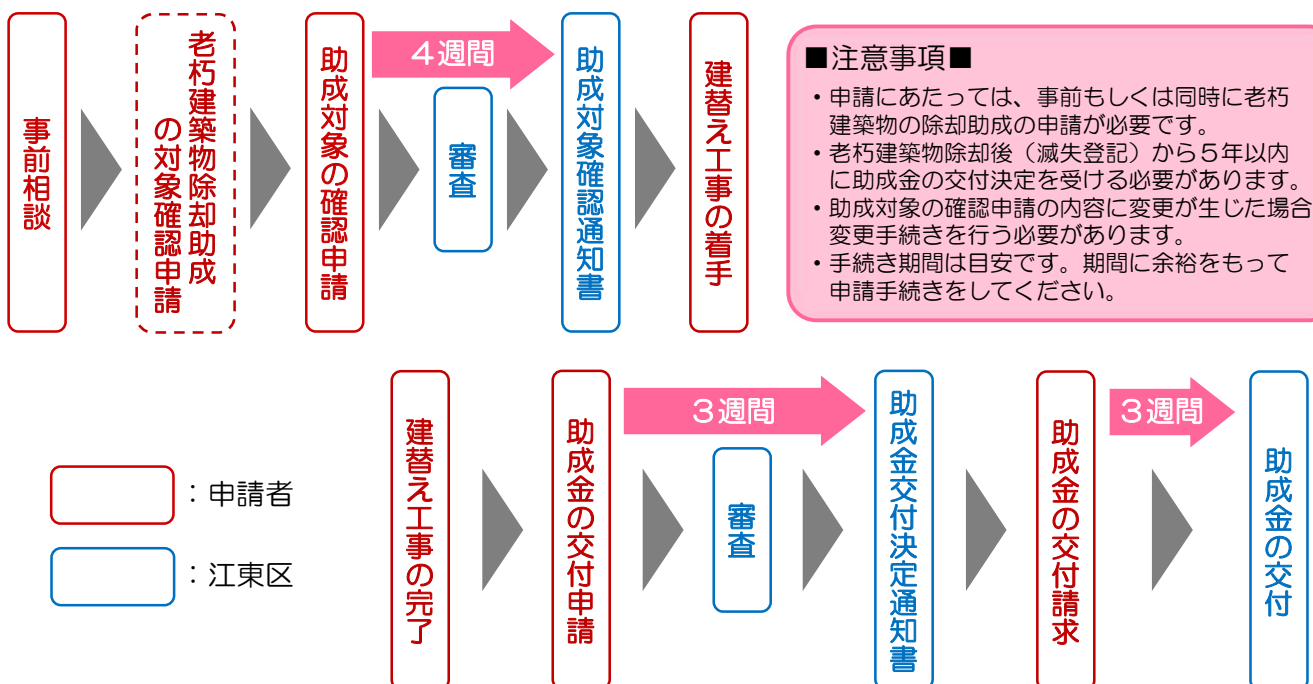 事前相談
老朽建築物除却助成
の対象確認申請
助成対象の確認申請
4週間
審査
助成対象確認通知書
建替え工事の着手
■注意事項■
・申請にあたっては、事前もしくは同時に老朽
建築物の除却助成の申請が必要です。
・老朽建築物除却後（滅失登記）から５年以内
に助成金の交付決定を受ける必要があります。
・助成対象の確認申請の内容に変更が生じた場合
変更手続きを行う必要があります。
・手続き期間は目安です。期間に余裕をもって
申請手続きをしてください。
：申請者
：江東区
建替え工事の完了
助成金の交付申請
3週間
審査
助成金交付決定通知書
助成金の交付請求
3週間
助成金の交付